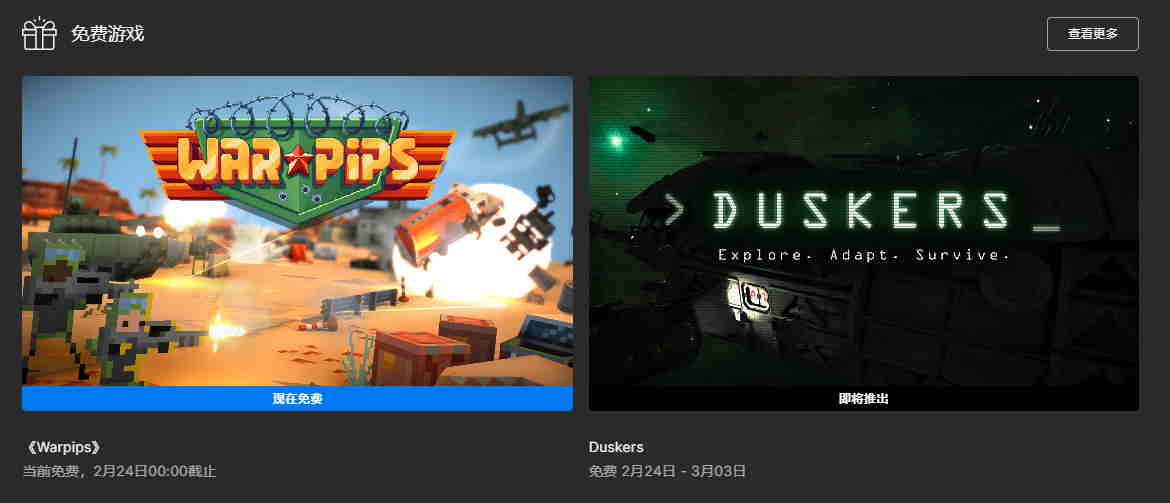 免费游戏
查看更多
WAR★PIPS
> DUSKERS _
Explore. Adapt. Survive.
现在免费
即将推出
《Warpips》
Duskers
当前免费，2月24日00:00截止
免费 2月24日 - 3月03日